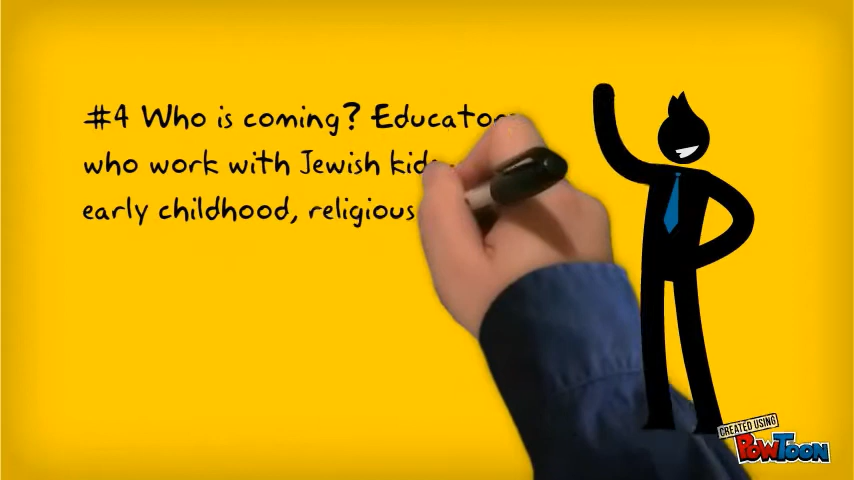 #4 Who is coming?
who work with Jewish
early childhood, religious
CREATED USING
POWTOON